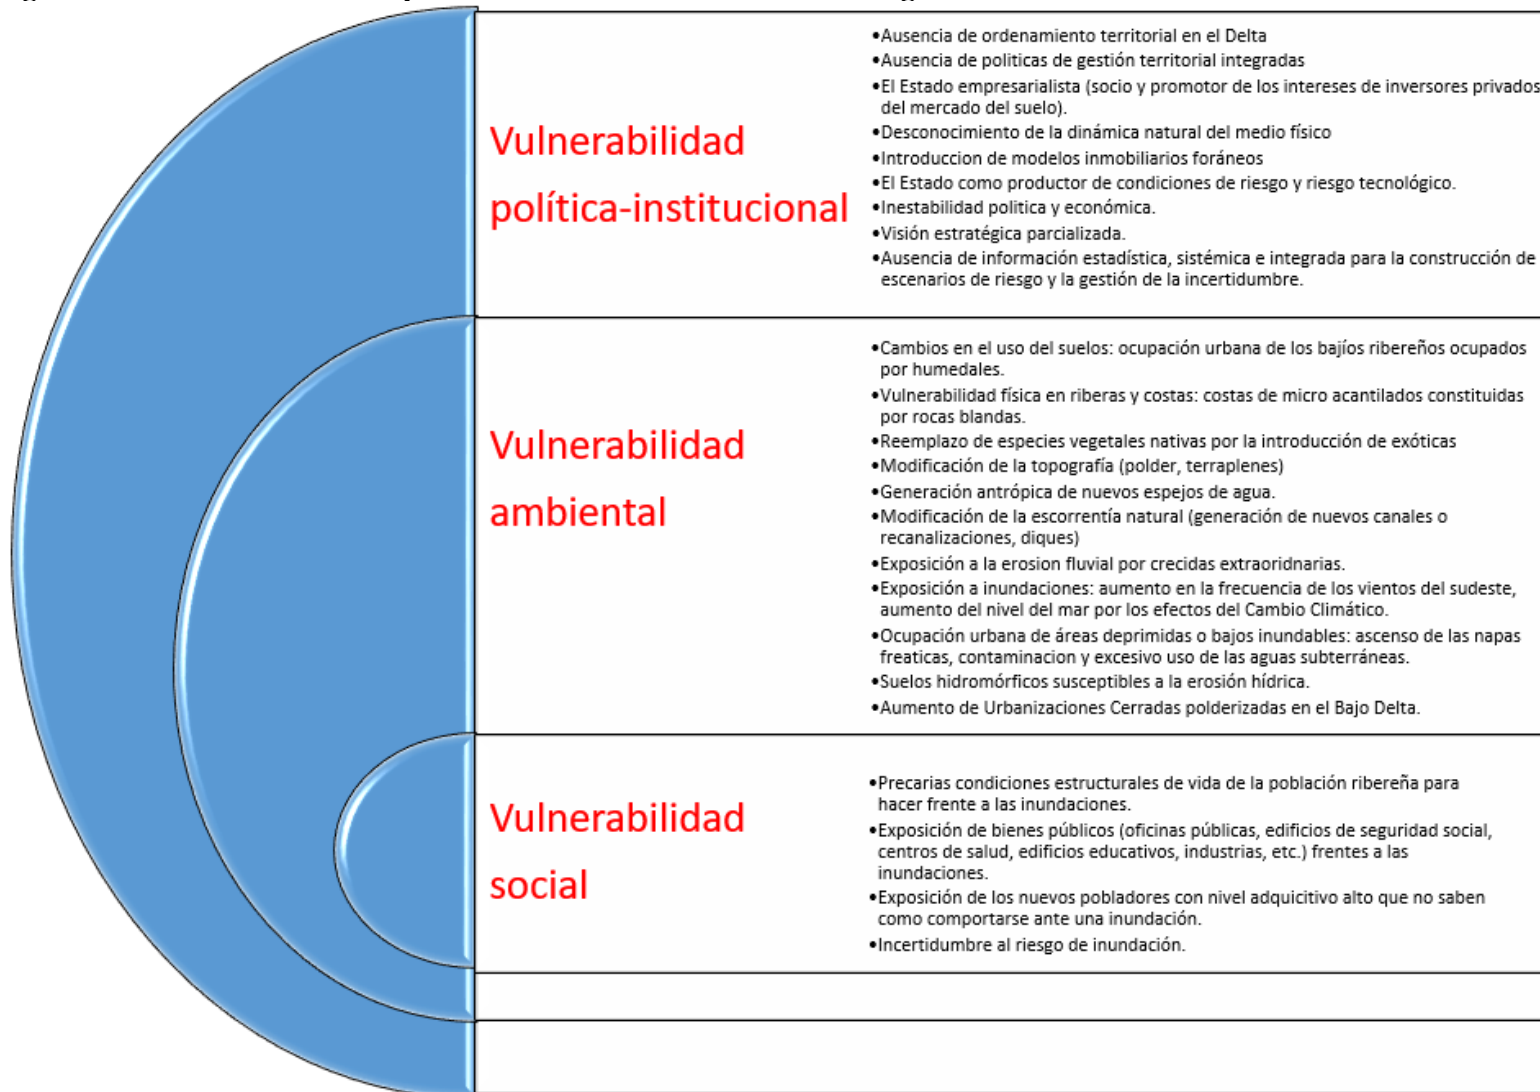 Vulnerabilidad
política-institucional
•Ausencia de ordenamiento territorial en el Delta
•Ausencia de politicas de gestión territorial integradas
•El Estado empresarialista (socio y promotor de los intereses de inversores privados
del mercado del suelo).
•Desconocimiento de la dinámica natural del medio físico
•Introduccion de modelos inmobiliarios foráneos
•El Estado como productor de condiciones de riesgo y riesgo tecnológico.
•Inestabilidad politica y económica.
•Visión estratégica parcializada.
•Ausencia de información estadística, sistémica e integrada para la construcción de
escenarios de riesgo y la gestión de la incertidumbre.
Vulnerabilidad
ambiental
•Cambios en el uso del suelos: ocupación urbana de los bajíos ribereños ocupados
por humedales.
•Vulnerabilidad física en riberas y costas: costas de micro acantilados constituidas
por rocas blandas.
•Reemplazo de especies vegetales nativas por la introducción de exóticas
•Modificación de la topografía (polder, terraplenes)
•Generación antrópica de nuevos espejos de agua.
•Modificación de la escorrentía natural (generación de nuevos canales o
recanalizaciones, diques)
•Exposición a la erosion fluvial por crecidas extraoridnarias.
•Exposición a inundaciones: aumento en la frecuencia de los vientos del sudeste,
aumento del nivel del mar por los efectos del Cambio Climático.
•Ocupación urbana de áreas deprimidas o bajos inundables: ascenso de las napas
freaticas, contaminacion y excesivo uso de las aguas subterráneas.
•Suelos hidromórficos susceptibles a la erosión hídrica.
•Aumento de Urbanizaciones Cerradas polderizadas en el Bajo Delta.
Vulnerabilidad
social
•Precarias condiciones estructurales de vida de la población ribereña para
hacer frente a las inundaciones.
•Exposición de bienes públicos (oficinas públicas, edificios de seguridad social,
centros de salud, edificios educativos, industrias, etc.) frentes a las
inundaciones.
•Exposición de los nuevos pobladores con nivel adquicitivo alto que no saben
como comportarse ante una inundación.
•Incertidumbre al riesgo de inundación.